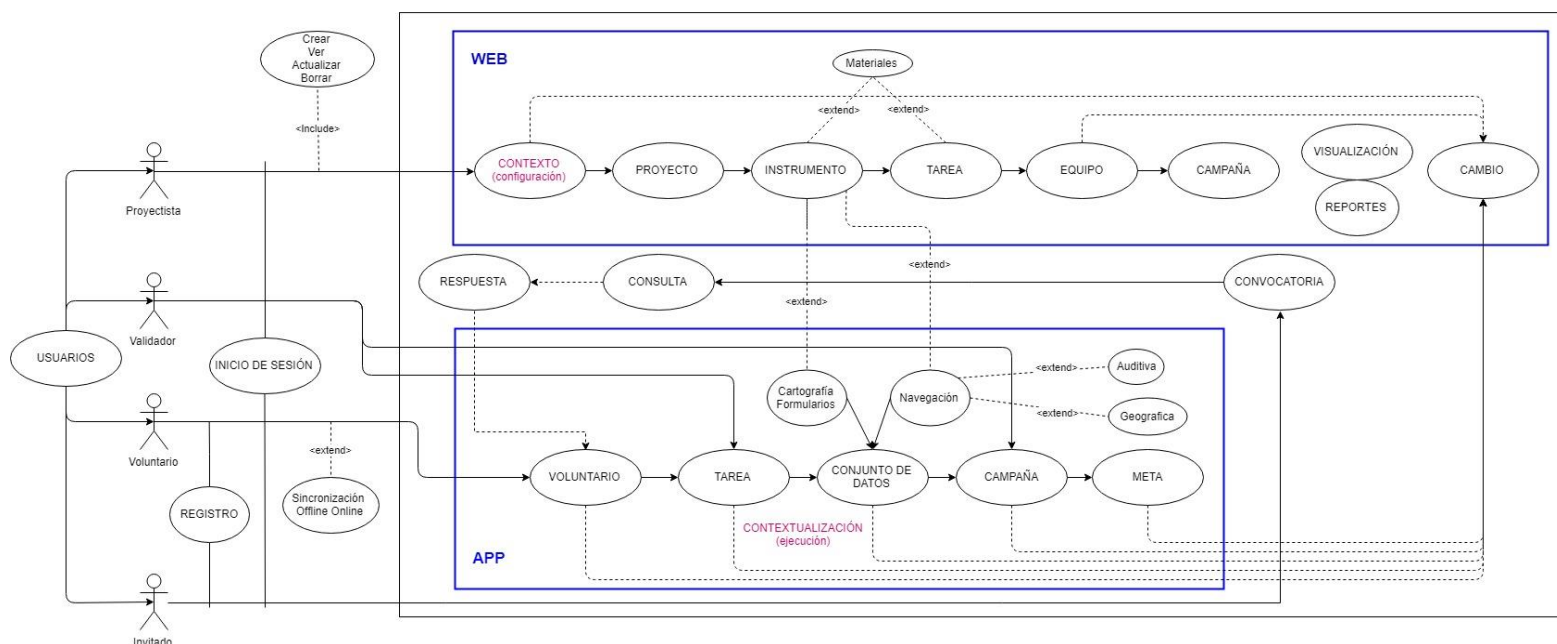 Crear
Ver
Actualizar
Borrar
<Include>
WEB
Materiales
<extend>
<extend>
CONTEXTO
(configuración)
PROYECTO
INSTRUMENTO
TAREA
EQUIPO
CAMPAÑA
VISUALIZACIÓN
REPORTES
CAMBIO
Proyectista
RESPUESTA
CONSULTA
<extend>
<extend>
CONVOCATORIA
Validador
USUARIOS
INICIO DE SESIÓN
Cartografía
Formularios
Navegación
<extend>
Auditiva
<extend>
Geografica
Voluntario
<extend>
Sincronización
Offline Online
REGISTRO
VOLUNTARIO
TAREA
CONJUNTO DE
DATOS
CAMPAÑA
META
CONTEXTUALIZACIÓN
(ejecución)
APP
Invitado